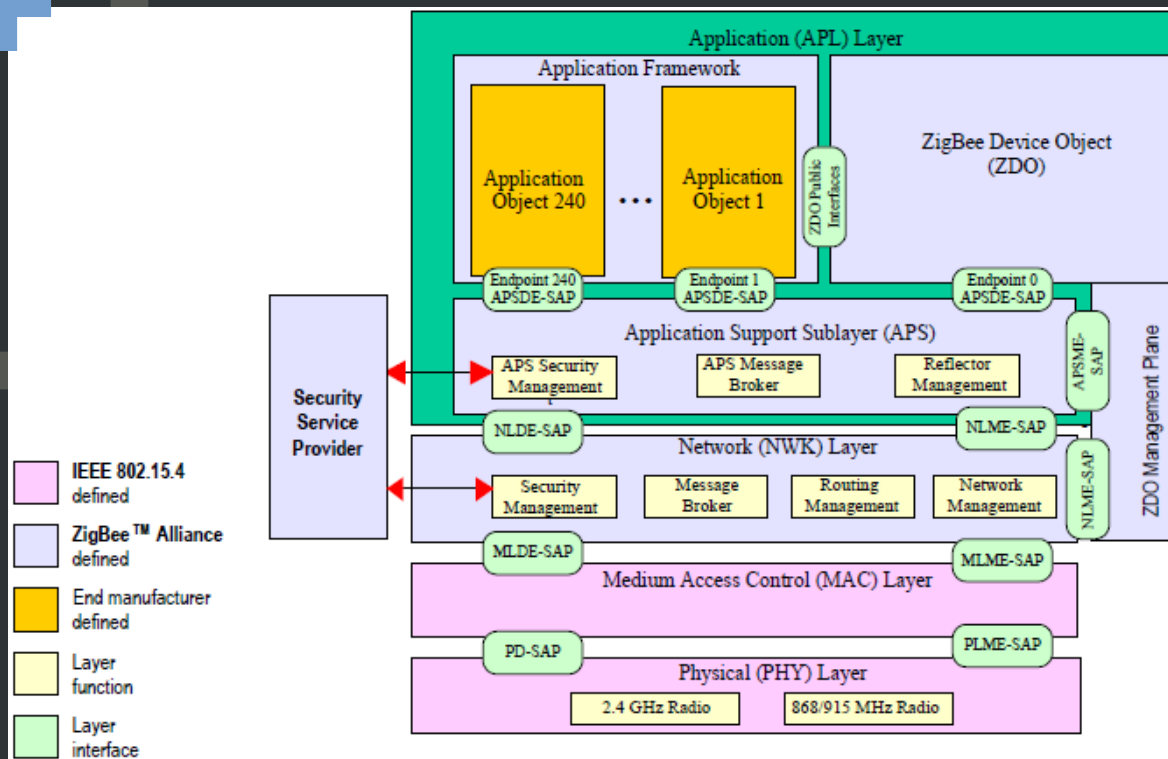 Application (APL) Layer
Application Framework
Application
Object 240
...
Application
Object 1
ZDO Public
Interfaces
ZigBee Device Object
(ZDO)
Endpoint 240
APSDE-SAP
Endpoint 1
APSDE-SAP
Endpoint 0
APSDE-SAP
Application Support Sublayer (APS)
APS Security
Management
APS Message
Broker
Reflector
Management
APSME-
SAP
ZDO Management Plane
Security
Service
Provider
NLDE-SAP
NLME-SAP
Network (NWK) Layer
Security
Management
Message
Broker
Routing
Management
Network
Management
NLME-SAP
MLDE-SAP
MLME-SAP
Medium Access Control (MAC) Layer
PD-SAP
PLME-SAP
Physical (PHY) Layer
2.4 GHz Radio
868/915 MHz Radio
IEEE 802.15.4
defined
ZigBee™ Alliance
defined
End manufacturer
defined
Layer
function
Layer
interface